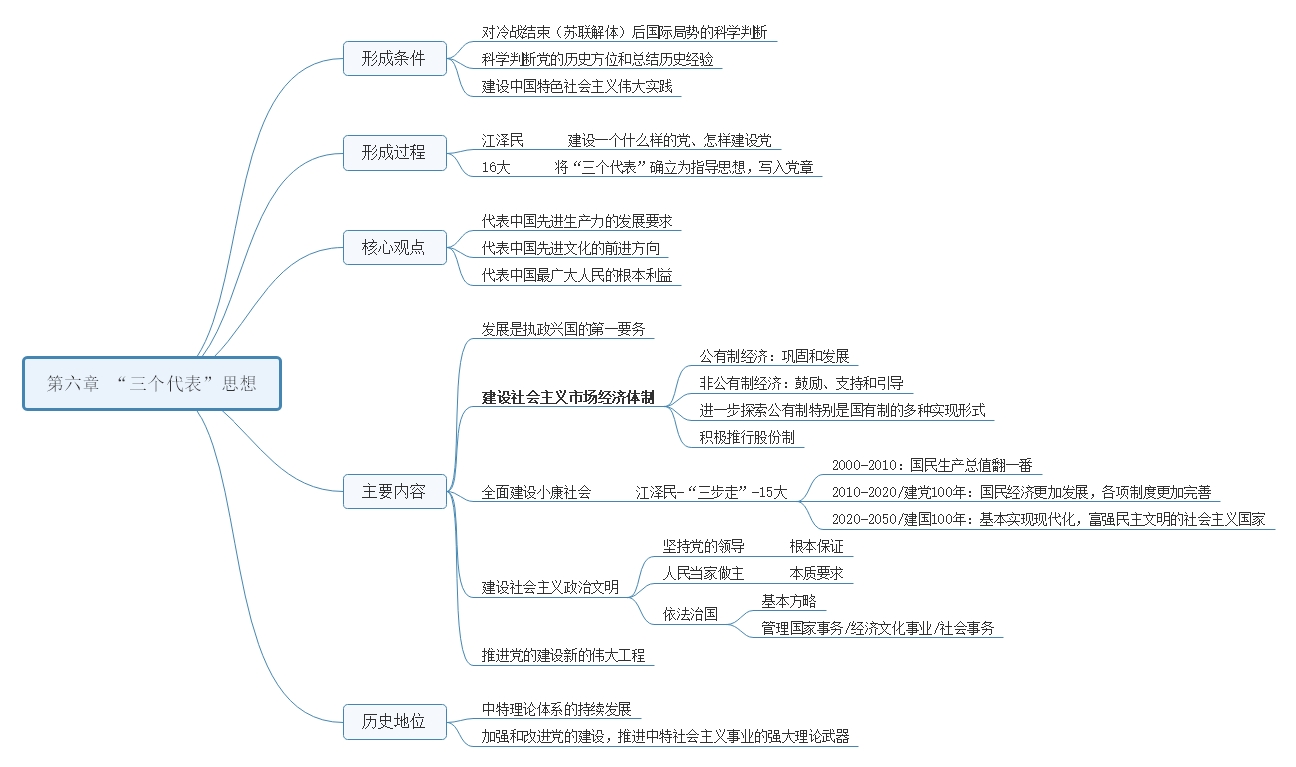 第六章 “三个代表”思想
形成条件
对冷战结束（苏联解体）后国际局势的科学判断
科学判断党的历史方位和总结历史经验
建设中国特色社会主义伟大实践
形成过程
江泽民 建设一个什么样的党、怎样建设党
16大 将“三个代表”确立为指导思想，写入党章
核心观点
代表中国先进生产力的发展要求
代表中国先进文化的前进方向
代表中国最广大人民的根本利益
主要内容
发展是执政兴国的第一要务
建设社会主义市场经济体制
公有制经济：巩固和发展
非公有制经济：鼓励、支持和引导
进一步探索公有制特别是国有制的多种实现形式
积极推行股份制
全面建设小康社会 江泽民-“三步走”-15大
2000-2010：国民生产总值翻一番
2010-2020/建党100年：国民经济更加发展，各项制度更加完善
2020-2050/建国100年：基本实现现代化，富强民主文明的社会主义国家
建设社会主义政治文明
坚持党的领导 根本保证
人民当家做主 本质要求
依法治国
基本方略
管理国家事务/经济文化事业/社会事务
推进党的建设新的伟大工程
历史地位
中特理论体系的持续发展
加强和改进党的建设，推进中特社会主义事业的强大理论武器